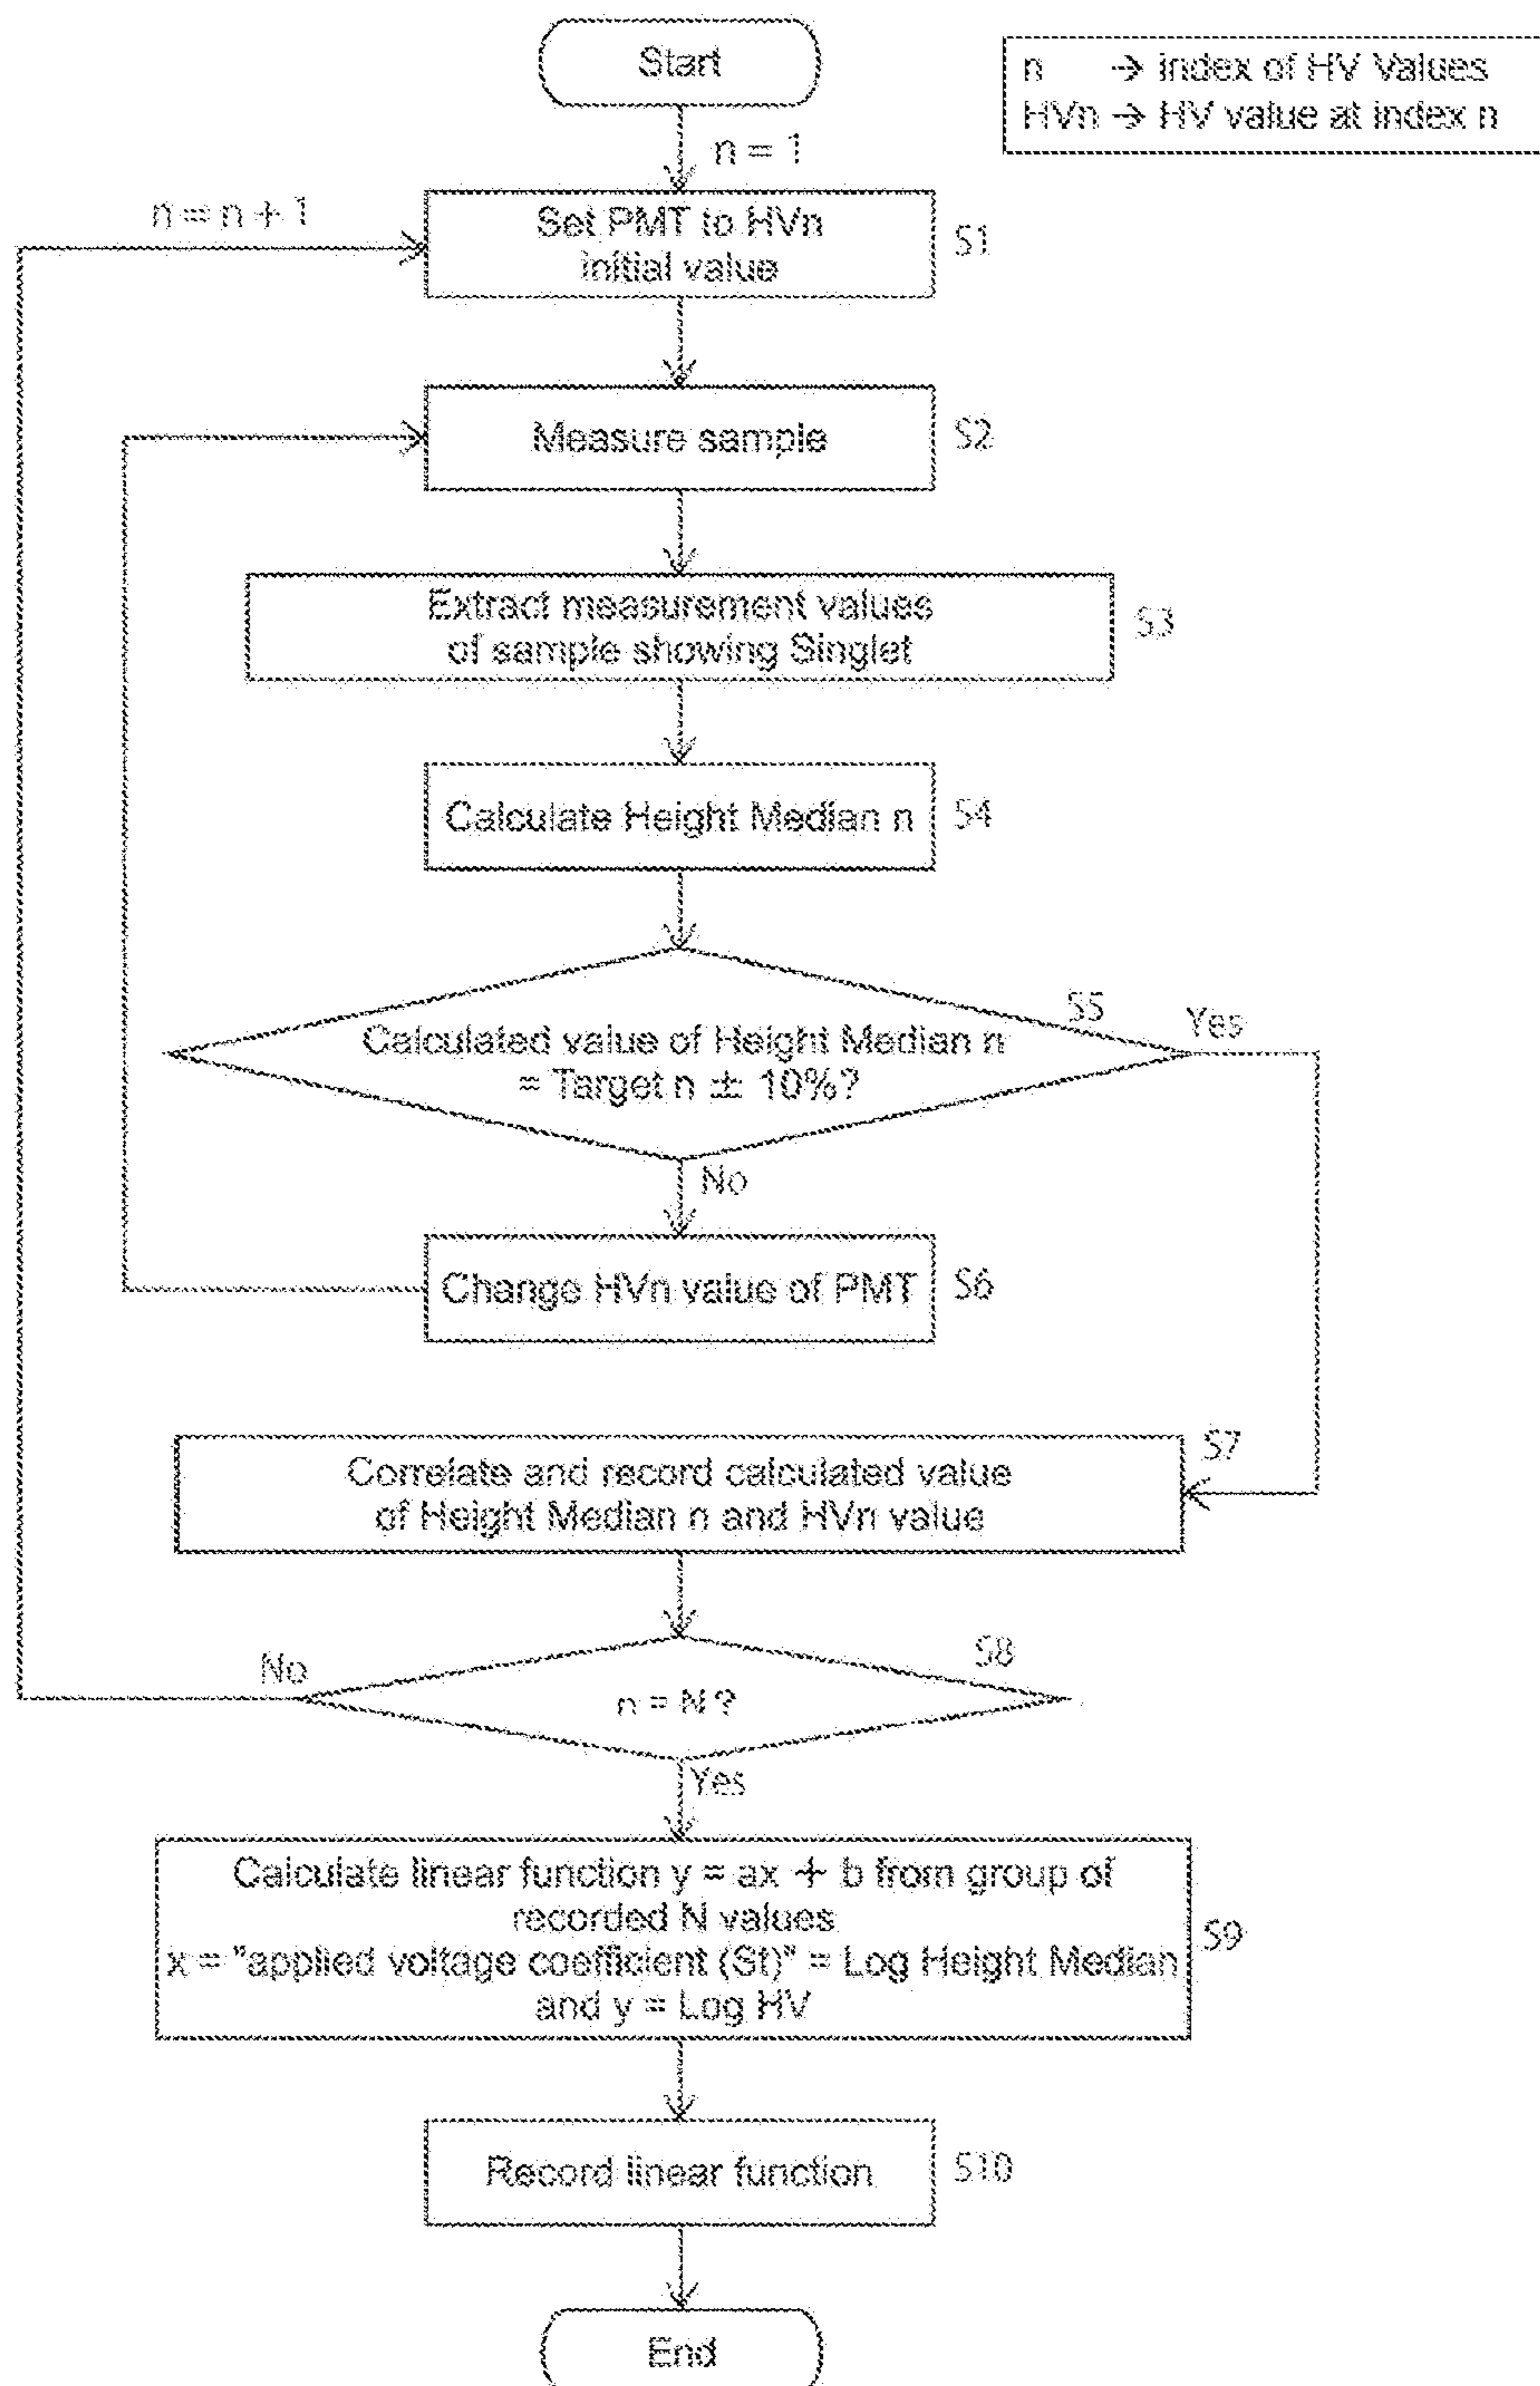 Start
n → index of HV Values
HVn → HV value at index n
n = 1
n = n + 1
Set PMT to HVn
initial value
S1
Measure sample
S2
Extract measurement values
of sample showing Singlet
S3
Calculate Height Median n
S4
S5
Yes
Calculated value of Height Median n
= Target n ± 10%?
No
Change HVn value of PMT
S6
S7
Correlate and record calculated value
of Height Median n and HVn value
S8
No
n = N ?
Yes
Calculate linear function y = ax + b from group of
recorded N values
x = "applied voltage coefficient (St)" = Log Height Median
and y = Log HV
S9
Record linear function
S10
End